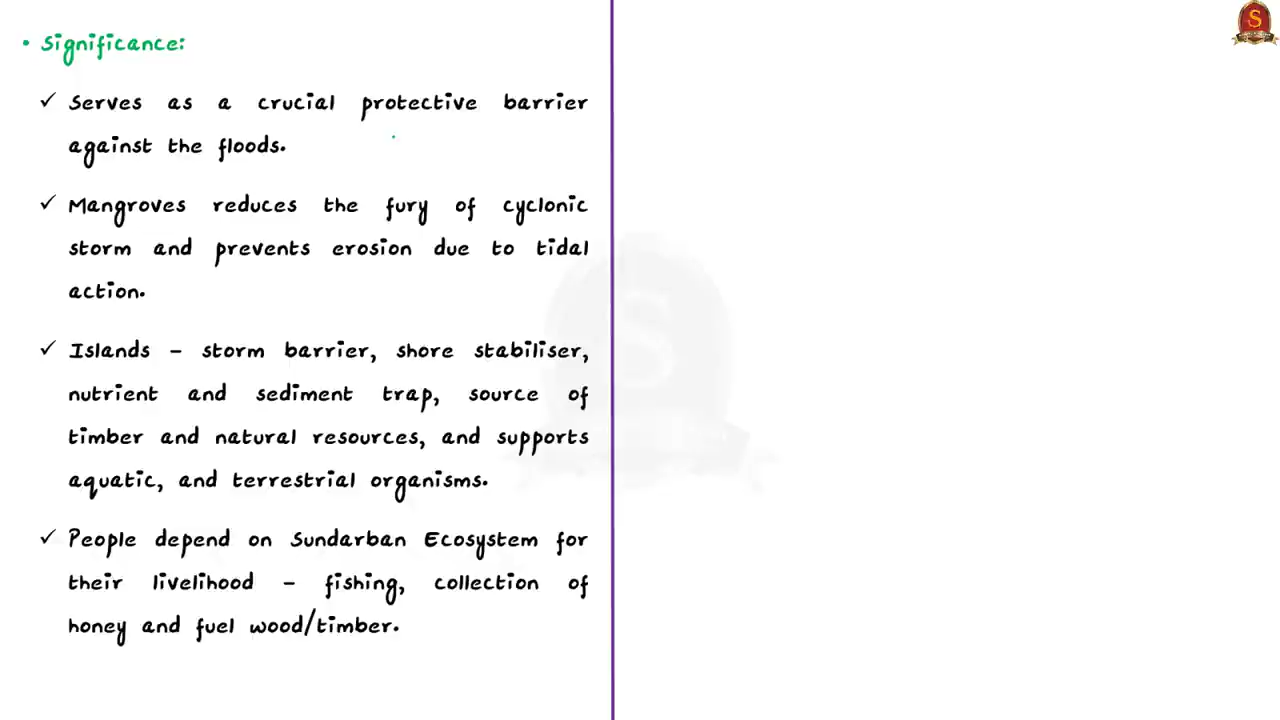 • Significance:
✓ Serves as a crucial protective barrier
against the floods.
✓ Mangroves reduces the fury of cyclonic
storm and prevents erosion due to tidal
action.
✓ Islands – storm barrier, shore stabiliser,
nutrient and sediment trap, source of
timber and natural resources, and supports
aquatic, and terrestrial organisms.
✓ People depend on Sundarban Ecosystem for
their livelihood – fishing, collection of
honey and fuel wood/timber.
S